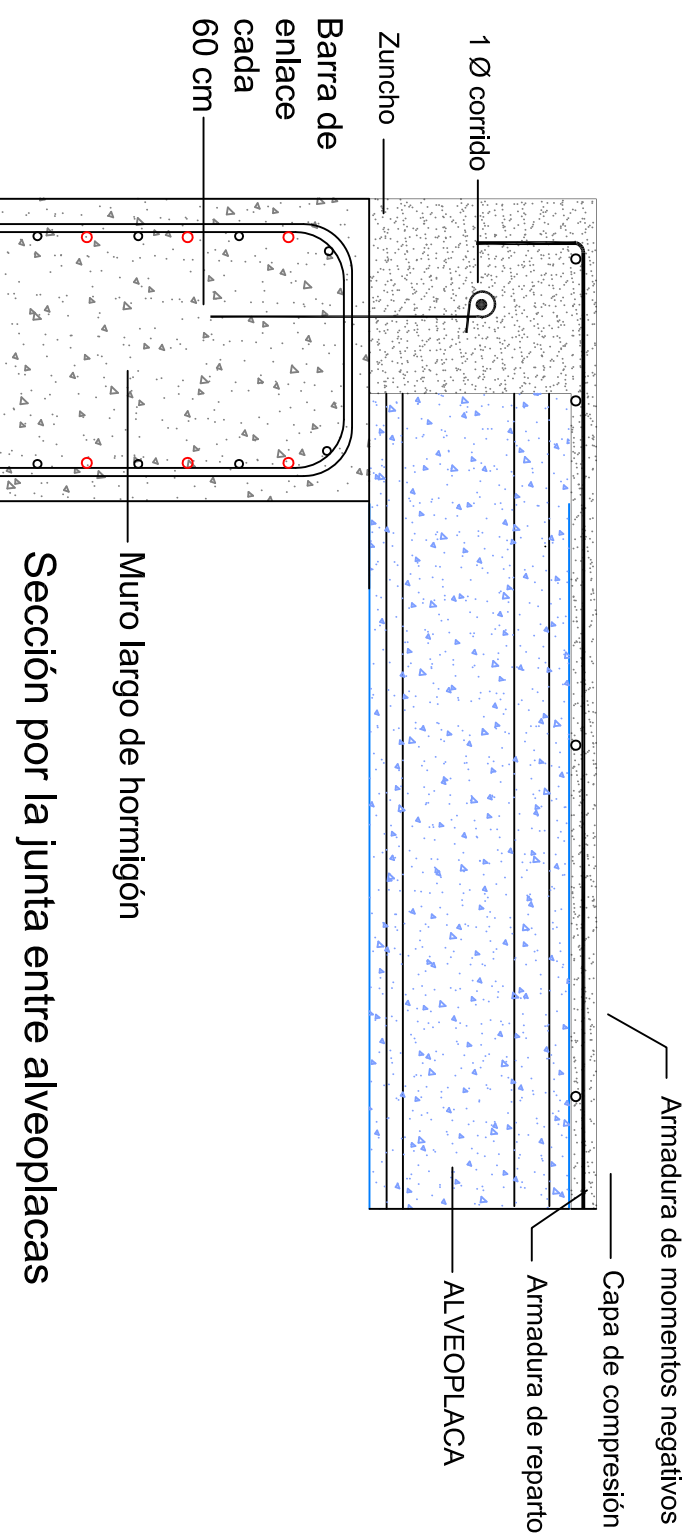 Armadura de momentos negativos
Capa de compresión
Armadura de reparto
1 Ø corrido
ALVEOPLACA
Zuncho
Barra de
enlace
cada
60 cm
Muro largo de hormigón
Sección por la junta entre alveoplacas